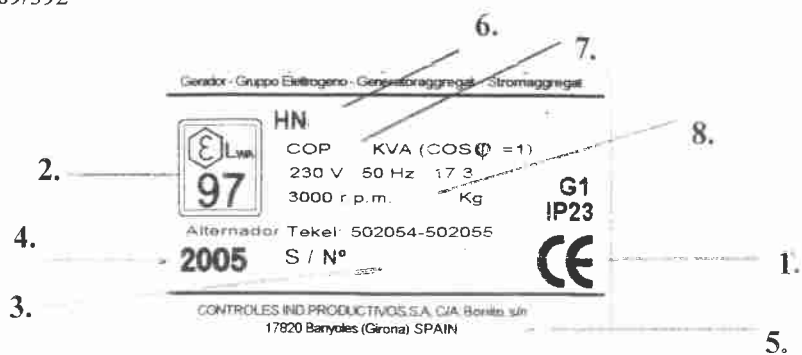 6.
7.
Gerador - Gruppo Elettrogeno - Generatoraggregat - Stromaggregat
HN
8.
COP KVA (COSφ =1)
LWA
2.
230 V 50 Hz 17 3
97
3000 r p.m. Kg
G1
IP23
Alternador Tekel 502054-502055
4.
2005 S / Nº
CE
1.
3.
CONTROLES IND.PRODUCTIVOS,S.A. C/A. Bonito, s/n
17820 Banyoles (Girona) SPAIN
5.